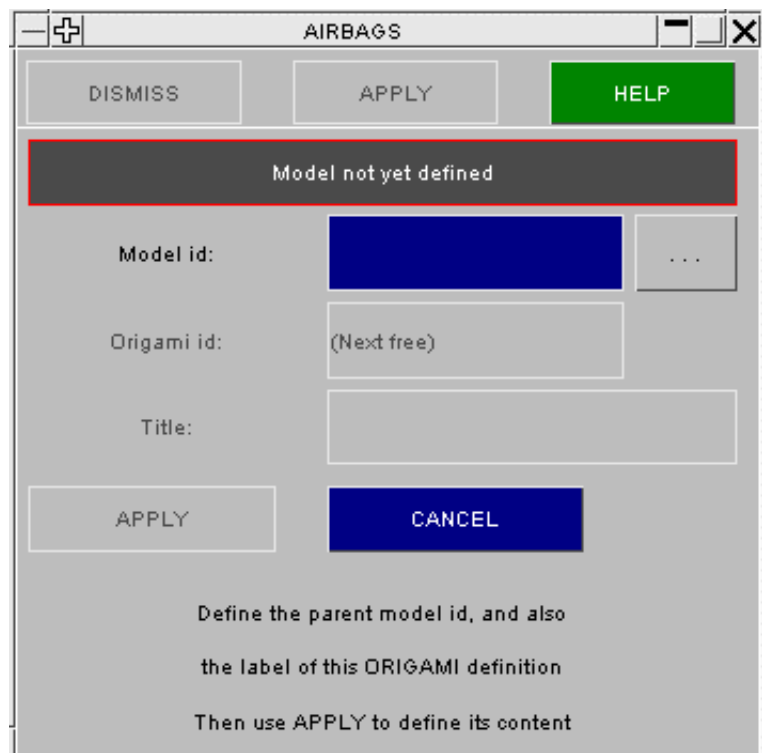 AIRBAGS
DISMISS APPLY HELP
Model not yet defined
Model id: ...
Origami id: (Next free)
Title:
APPLY CANCEL
Define the parent model id, and also
the label of this ORIGAMI definition
Then use APPLY to define its content